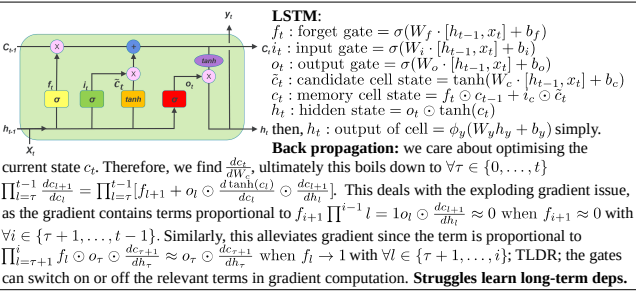 y_t
LSTM:
C_{t-1} x + c_t
f_t : forget gate = σ(W_f · [h_{t−1}, x_t] + b_f)
i_t : input gate = σ(W_i · [h_{t−1}, x_t] + b_i)
tanh
o_t : output gate = σ(W_o · [h_{t−1}, x_t] + b_o)
x x
c̃_t : candidate cell state = tanh(W_c · [h_{t−1}, x_t] + b_c)
f_t i_t C̃_t o_t
c_t : memory cell state = f_t ⊙ c_{t−1} + i_c ⊙ c̃_t
σ σ tanh σ
h_t : hidden state = o_t ⊙ tanh(c_t)
h_{t-1} h_t
then, h_t : output of cell = ϕ_y(W_y h_y + b_y) simply.
X_t
Back propagation: we care about optimising the
current state c_t. Therefore, we find \frac{dc_t}{dW_c}, ultimately this boils down to ∀τ ∈ {0, . . . , t}
∏_{l=τ}^{t−1} \frac{dc_{l+1}}{dc_l} = ∏_{l=τ}^{t−1}[f_{l+1} + o_l ⊙ \frac{d tanh(c_l)}{dc_l} ⊙ \frac{dc_{l+1}}{dh_l}]. This deals with the exploding gradient issue,
as the gradient contains terms proportional to f_{i+1} ∏^{i−1} l = 1o_l ⊙ \frac{dc_{l+1}}{dh_l} ≈ 0 when f_{i+1} ≈ 0 with
∀i ∈ {τ + 1, . . . , t − 1}. Similarly, this alleviates gradient since the term is proportional to
∏_{l=τ+1}^{i} f_l ⊙ o_τ ⊙ \frac{dc_{τ+1}}{dh_τ} ≈ o_τ ⊙ \frac{dc_{τ+1}}{dh_τ} when f_l → 1 with ∀l ∈ {τ + 1, . . . , i}; TLDR; the gates
can switch on or off the relevant terms in gradient computation. Struggles learn long-term deps.